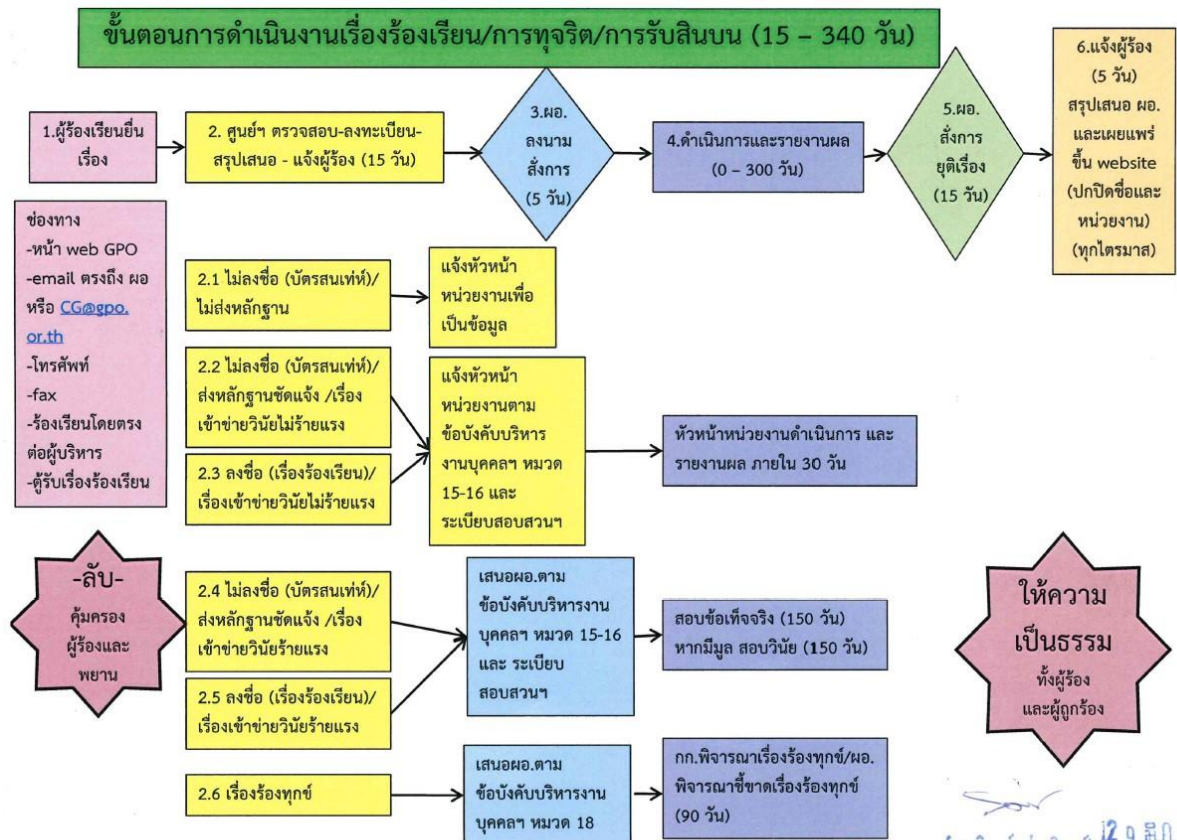 ขั้นตอนการดำเนินงานเรื่องร้องเรียน/การทุจริต/การรับสินบน (15 – 340 วัน)
1.ผู้ร้องเรียนยื่น
เรื่อง
2. ศูนย์ฯ ตรวจสอบ-ลงทะเบียน-
สรุปเสนอ - แจ้งผู้ร้อง (15 วัน)
3.ผอ.
ลงนาม
สั่งการ
(5 วัน)
4.ดำเนินการและรายงานผล
(0 – 300 วัน)
5.ผอ.
สั่งการ
ยุติเรื่อง
(15 วัน)
6.แจ้งผู้ร้อง
(5 วัน)
สรุปเสนอ ผอ.
และเผยแพร่
ขึ้น website
(ปกปิดชื่อและ
หน่วยงาน)
(ทุกไตรมาส)
ช่องทาง
-หน้า web GPO
-email ตรงถึง ผอ
หรือ CG@gpo.
or.th
-โทรศัพท์
-fax
-ร้องเรียนโดยตรง
ต่อผู้บริหาร
-ตู้รับเรื่องร้องเรียน
2.1 ไม่ลงชื่อ (บัตรสนเท่ห์)/
ไม่ส่งหลักฐาน
แจ้งหัวหน้า
หน่วยงานเพื่อ
เป็นข้อมูล
2.2 ไม่ลงชื่อ (บัตรสนเท่ห์)/
ส่งหลักฐานชัดแจ้ง /เรื่อง
เข้าข่ายวินัยไม่ร้ายแรง
2.3 ลงชื่อ (เรื่องร้องเรียน)/
เรื่องเข้าข่ายวินัยไม่ร้ายแรง
แจ้งหัวหน้า
หน่วยงานตาม
ข้อบังคับบริหาร
งานบุคคลฯ หมวด
15-16 และ
ระเบียบสอบสวนฯ
หัวหน้าหน่วยงานดำเนินการ และ
รายงานผล ภายใน 30 วัน
-ลับ-
คุ้มครอง
ผู้ร้องและ
พยาน
2.4 ไม่ลงชื่อ (บัตรสนเท่ห์)/
ส่งหลักฐานชัดแจ้ง /เรื่อง
เข้าข่ายวินัยร้ายแรง
2.5 ลงชื่อ (เรื่องร้องเรียน)/
เรื่องเข้าข่ายวินัยร้ายแรง
เสนอผอ.ตาม
ข้อบังคับบริหารงาน
บุคคลฯ หมวด 15-16
และ ระเบียบ
สอบสวนฯ
สอบข้อเท็จจริง (150 วัน)
หากมีมูล สอบวินัย (150 วัน)
ให้ความ
เป็นธรรม
ทั้งผู้ร้อง
และผู้ถูกร้อง
2.6 เรื่องร้องทุกข์
เสนอผอ.ตาม
ข้อบังคับบริหารงาน
บุคคลฯ หมวด 18
กก.พิจารณาเรื่องร้องทุกข์/ผอ.
พิจารณาชี้ขาดเรื่องร้องทุกข์
(90 วัน)